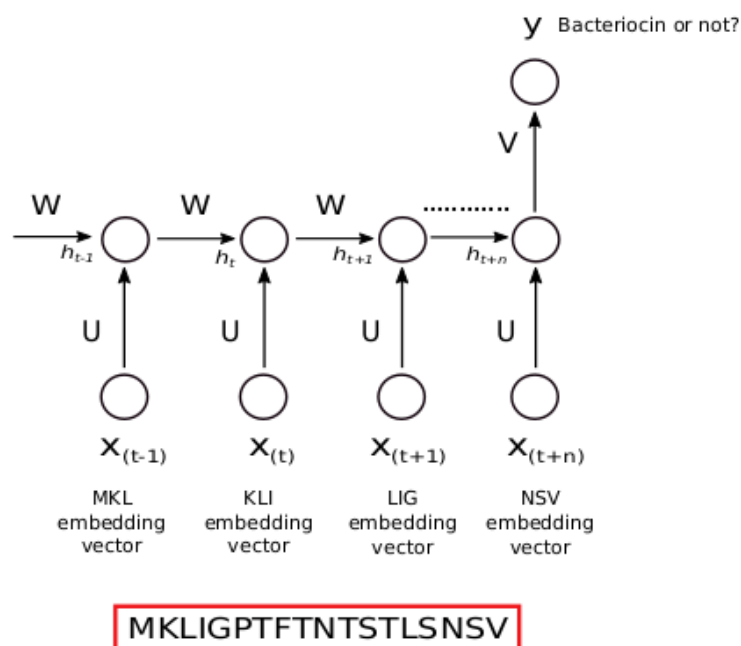 y Bacteriocin or not?
V
W W W ...........
h_{t-1} h_t h_{t+1} h_{t+n}
U U U U
x_{(t-1)} x_{(t)} x_{(t+1)} x_{(t+n)}
MKL KLI LIG NSV
embedding embedding embedding embedding
vector vector vector vector
MKLIGPTFTNTSTLSNSV